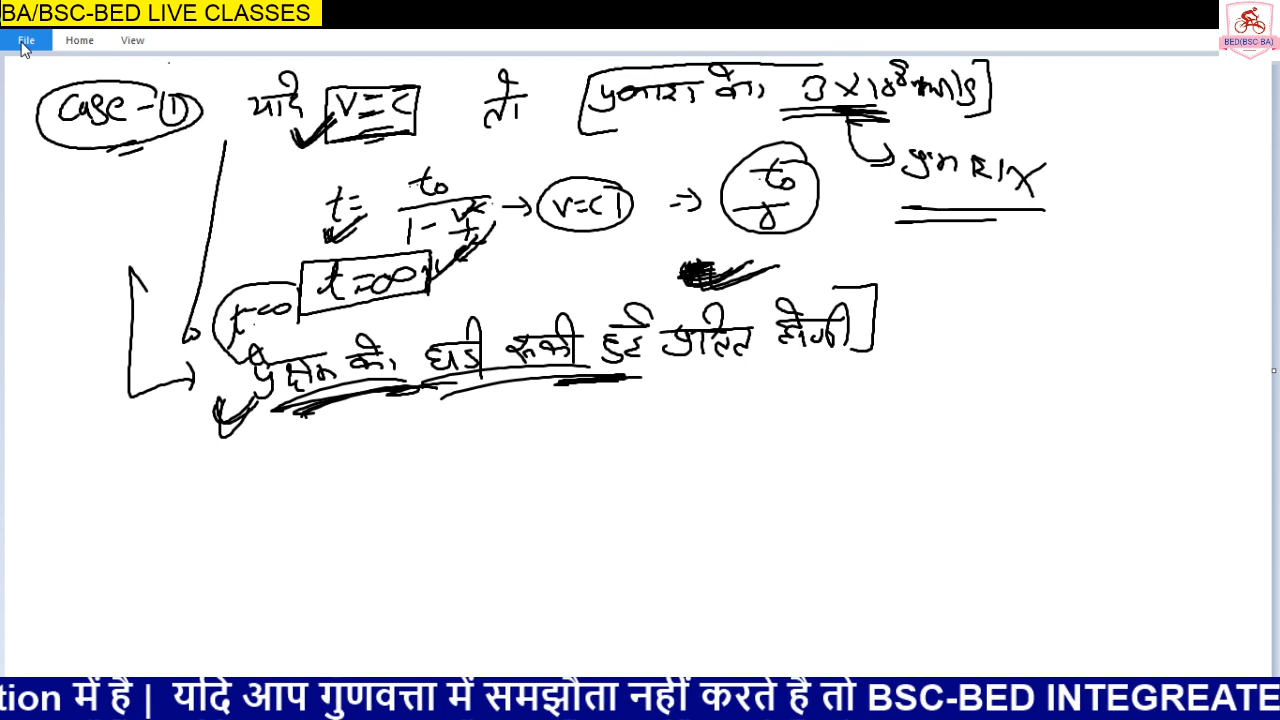 BA/BSC-BED LIVE CLASSES
BED(BSC-BA)
File Home View
Case-① यदि V=C तो [प्रकाश का 3×10⁸ m/s]
t= t₀ / 1-v²/c² → V=C → t₀/0
t=∞ t=∞
प्रेक्षक को घडी रूकी हुई प्रतित होगी]
tion में है | यदि आप गुणवत्ता में समझौता नहीं करते है तो BSC-BED INTEGREATE